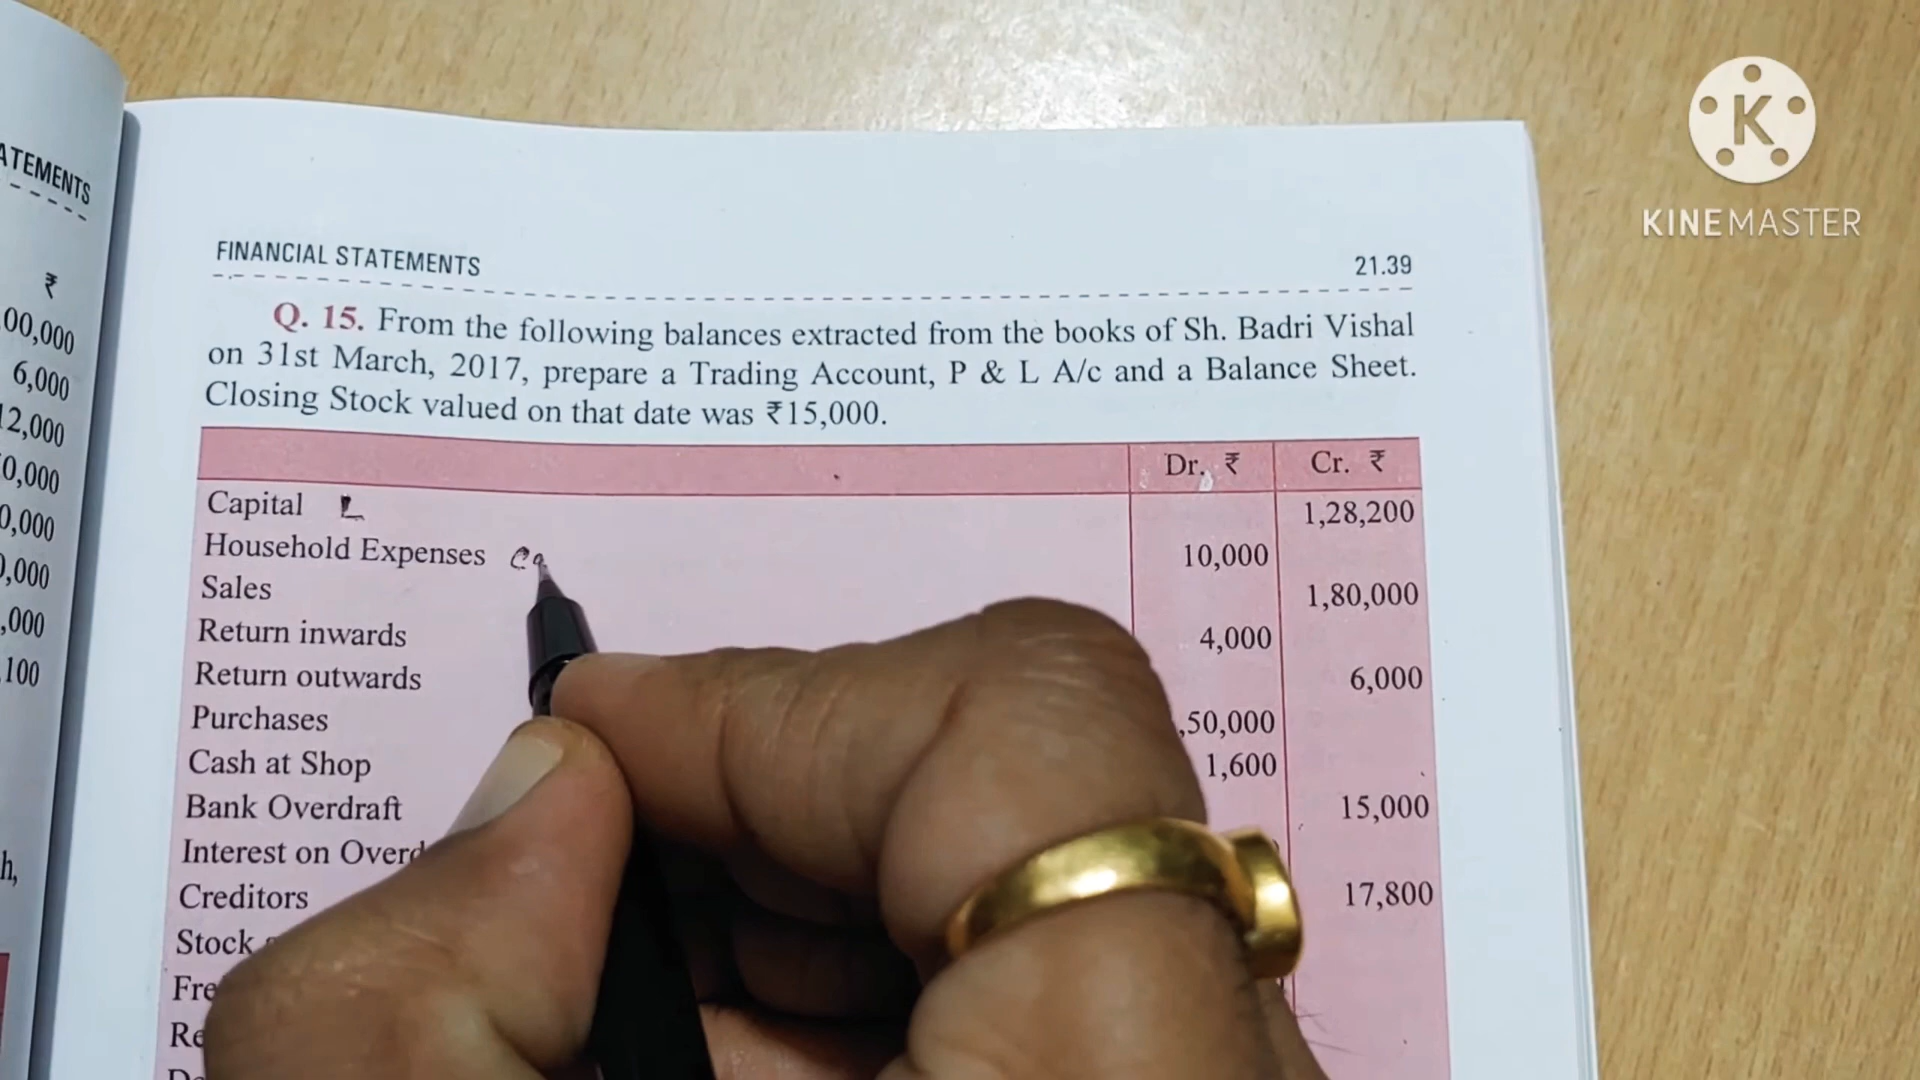 KINEMASTER
ATEMENTS
₹
00,000
6,000
12,000
0,000
0,000
0,000
,000
100
h,
FINANCIAL STATEMENTS 21.39
Q. 15. From the following balances extracted from the books of Sh. Badri Vishal
on 31st March, 2017, prepare a Trading Account, P & L A/c and a Balance Sheet.
Closing Stock valued on that date was ₹15,000.
Dr. ₹ Cr. ₹
Capital L 1,28,200
Household Expenses Ca 10,000
Sales 1,80,000
Return inwards 4,000
Return outwards 6,000
Purchases ,50,000
Cash at Shop 1,600
Bank Overdraft 15,000
Interest on Overd
Creditors 17,800
Stock
Fre
Re